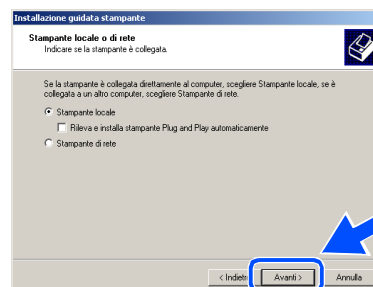 Installazione guidata stampante
Stampante locale o di rete
Indicare se la stampante è collegata.
Se la stampante è collegata direttamente al computer, scegliere Stampante locale, se è
collegata a un altro computer, scegliere Stampante di rete.
Stampante locale
Rileva e installa stampante Plug and Play automaticamente
Stampante di rete
< Indietro Avanti > Annulla